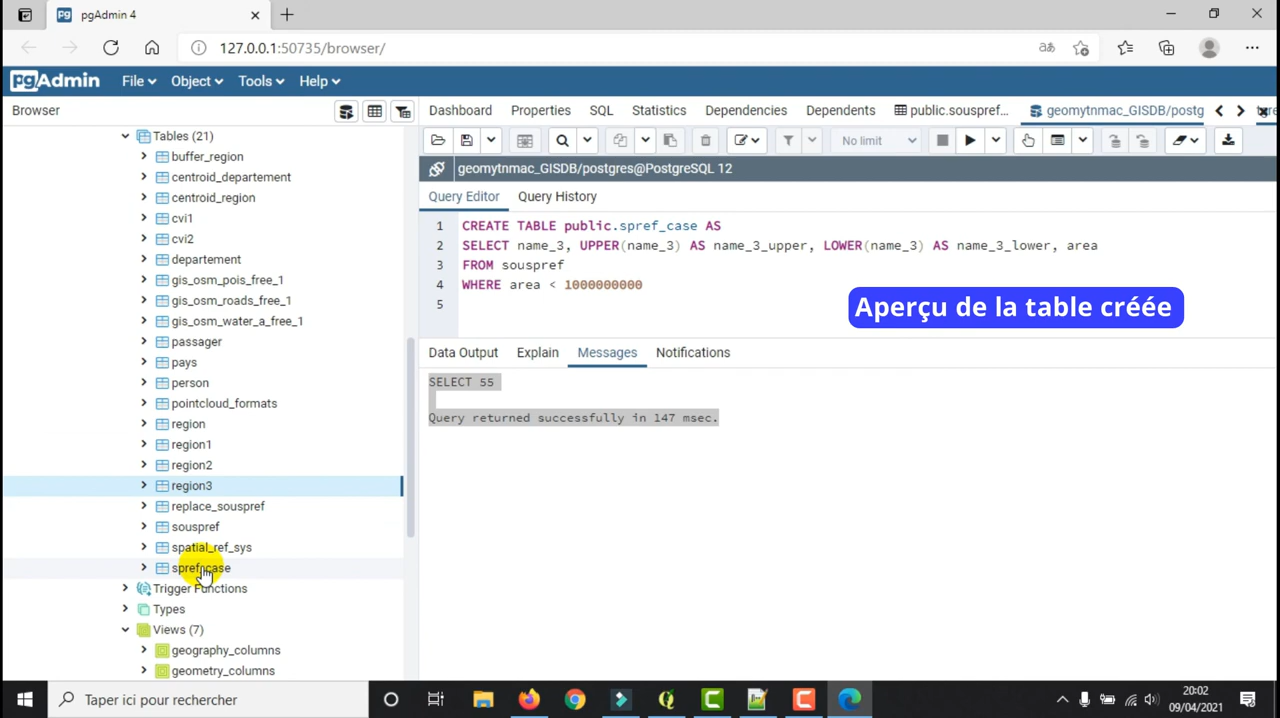 pgAdmin 4
127.0.0.1:50735/browser/
pgAdmin File Object Tools Help
Browser
Dashboard Properties SQL Statistics Dependencies Dependents public.souspref... geomytnmac_GISDB/postg
No limit
geomytnmac_GISDB/postgres@PostgreSQL 12
Query Editor Query History
1 CREATE TABLE public.spref_case AS
2 SELECT name_3, UPPER(name_3) AS name_3_upper, LOWER(name_3) AS name_3_lower, area
3 FROM souspref
4 WHERE area < 1000000000
5
Aperçu de la table créée
Data Output Explain Messages Notifications
SELECT 55
Query returned successfully in 147 msec.
Tables (21)
buffer_region
centroid_departement
centroid_region
cvi1
cvi2
departement
gis_osm_pois_free_1
gis_osm_roads_free_1
gis_osm_water_a_free_1
passager
pays
person
pointcloud_formats
region
region1
region2
region3
replace_souspref
souspref
spatial_ref_sys
spref_case
Trigger Functions
Types
Views (7)
geography_columns
geometry_columns
Taper ici pour rechercher
20:02
09/04/2021